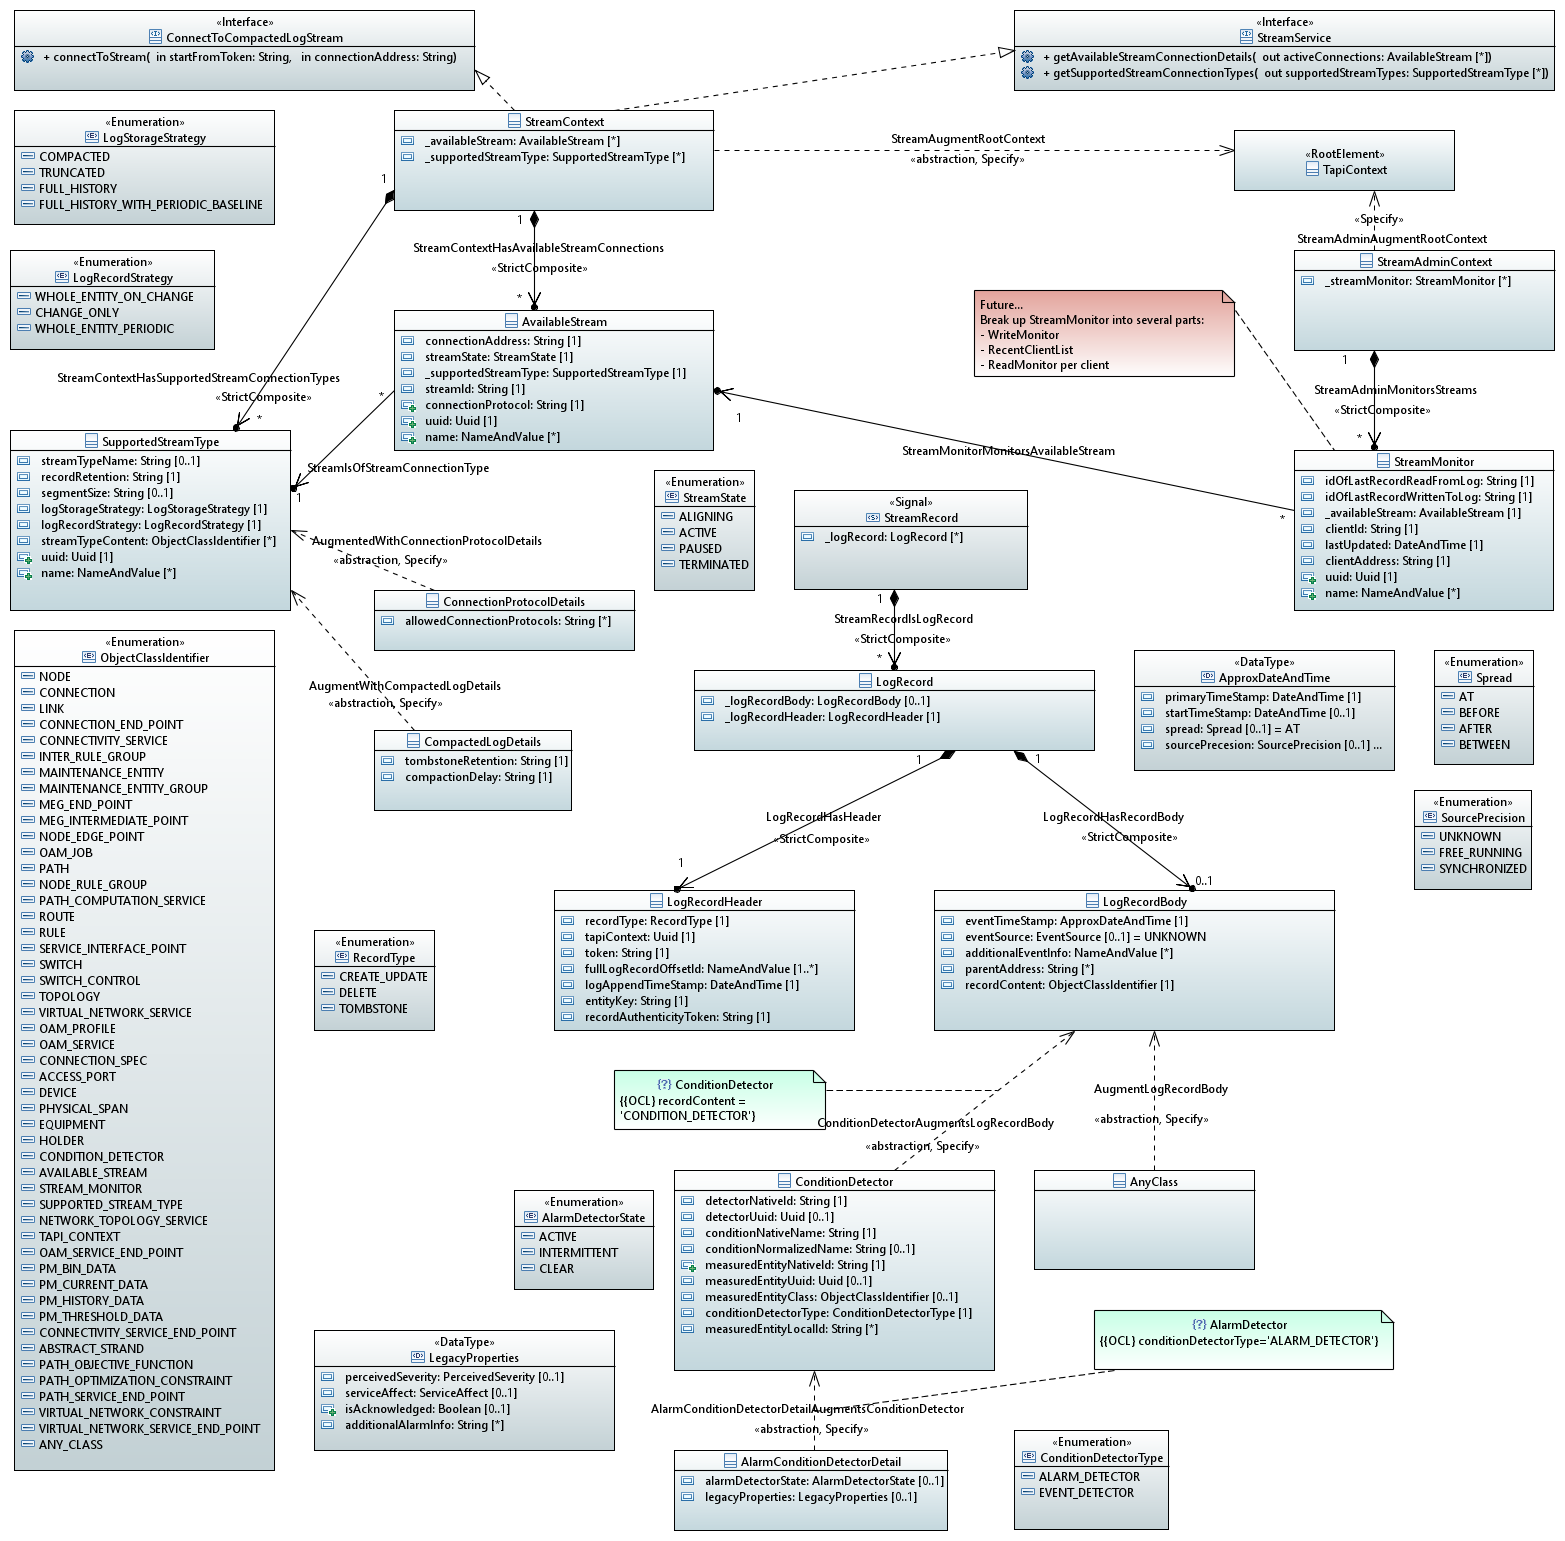 «Interface»
ConnectToCompactedLogStream
+ connectToStream(  in startFromToken: String,   in connectionAddress: String)
«Interface»
StreamService
+ getAvailableStreamConnectionDetails(  out activeConnections: AvailableStream [*])
+ getSupportedStreamConnectionTypes(  out supportedStreamTypes: SupportedStreamType [*])
«Enumeration»
LogStorageStrategy
COMPACTED
TRUNCATED
FULL_HISTORY
FULL_HISTORY_WITH_PERIODIC_BASELINE
StreamContext
_availableStream: AvailableStream [*]
_supportedStreamType: SupportedStreamType [*]
StreamAugmentRootContext
«abstraction, Specify»
«RootElement»
TapiContext
1
1
StreamContextHasAvailableStreamConnections
«StrictComposite»
*
«Specify»
StreamAdminAugmentRootContext
StreamAdminContext
_streamMonitor: StreamMonitor [*]
«Enumeration»
LogRecordStrategy
WHOLE_ENTITY_ON_CHANGE
CHANGE_ONLY
WHOLE_ENTITY_PERIODIC
Future...
Break up StreamMonitor into several parts:
- WriteMonitor
- RecentClientList
- ReadMonitor per client
AvailableStream
connectionAddress: String [1]
streamState: StreamState [1]
_supportedStreamType: SupportedStreamType [1]
streamId: String [1]
connectionProtocol: String [1]
uuid: Uuid [1]
name: NameAndValue [*]
StreamContextHasSupportedStreamConnectionTypes
«StrictComposite»
*
*
1
1
StreamAdminMonitorsStreams
«StrictComposite»
*
StreamMonitorMonitorsAvailableStream
*
StreamIsOfStreamConnectionType
1
SupportedStreamType
streamTypeName: String [0..1]
recordRetention: String [1]
segmentSize: String [0..1]
logStorageStrategy: LogStorageStrategy [1]
logRecordStrategy: LogRecordStrategy [1]
streamTypeContent: ObjectClassIdentifier [*]
uuid: Uuid [1]
name: NameAndValue [*]
StreamMonitor
idOfLastRecordReadFromLog: String [1]
idOfLastRecordWrittenToLog: String [1]
_availableStream: AvailableStream [1]
clientId: String [1]
lastUpdated: DateAndTime [1]
clientAddress: String [1]
uuid: Uuid [1]
name: NameAndValue [*]
«Enumeration»
StreamState
ALIGNING
ACTIVE
PAUSED
TERMINATED
«Signal»
StreamRecord
_logRecord: LogRecord [*]
AugmentedWithConnectionProtocolDetails
«abstraction, Specify»
ConnectionProtocolDetails
allowedConnectionProtocols: String [*]
1
StreamRecordIsLogRecord
«StrictComposite»
*
AugmentWithCompactedLogDetails
«abstraction, Specify»
CompactedLogDetails
tombstoneRetention: String [1]
compactionDelay: String [1]
LogRecord
_logRecordBody: LogRecordBody [0..1]
_logRecordHeader: LogRecordHeader [1]
«DataType»
ApproxDateAndTime
primaryTimeStamp: DateAndTime [1]
startTimeStamp: DateAndTime [0..1]
spread: Spread [0..1] = AT
sourcePrecesion: SourcePrecision [0..1] ...
«Enumeration»
Spread
AT
BEFORE
AFTER
BETWEEN
«Enumeration»
SourcePrecision
UNKNOWN
FREE_RUNNING
SYNCHRONIZED
«Enumeration»
ObjectClassIdentifier
NODE
CONNECTION
LINK
CONNECTION_END_POINT
CONNECTIVITY_SERVICE
INTER_RULE_GROUP
MAINTENANCE_ENTITY
MAINTENANCE_ENTITY_GROUP
MEG_END_POINT
MEG_INTERMEDIATE_POINT
NODE_EDGE_POINT
OAM_JOB
PATH
NODE_RULE_GROUP
PATH_COMPUTATION_SERVICE
ROUTE
RULE
SERVICE_INTERFACE_POINT
SWITCH
SWITCH_CONTROL
TOPOLOGY
VIRTUAL_NETWORK_SERVICE
OAM_PROFILE
OAM_SERVICE
CONNECTION_SPEC
ACCESS_PORT
DEVICE
PHYSICAL_SPAN
EQUIPMENT
HOLDER
CONDITION_DETECTOR
AVAILABLE_STREAM
STREAM_MONITOR
SUPPORTED_STREAM_TYPE
NETWORK_TOPOLOGY_SERVICE
TAPI_CONTEXT
OAM_SERVICE_END_POINT
PM_BIN_DATA
PM_CURRENT_DATA
PM_HISTORY_DATA
PM_THRESHOLD_DATA
CONNECTIVITY_SERVICE_END_POINT
ABSTRACT_STRAND
PATH_OBJECTIVE_FUNCTION
PATH_OPTIMIZATION_CONSTRAINT
PATH_SERVICE_END_POINT
VIRTUAL_NETWORK_CONSTRAINT
VIRTUAL_NETWORK_SERVICE_END_POINT
ANY_CLASS
1
LogRecordHasHeader
«StrictComposite»
1
1
LogRecordHasRecordBody
«StrictComposite»
0..1
LogRecordHeader
recordType: RecordType [1]
tapiContext: Uuid [1]
token: String [1]
fullLogRecordOffsetId: NameAndValue [1..*]
logAppendTimeStamp: DateAndTime [1]
entityKey: String [1]
recordAuthenticityToken: String [1]
LogRecordBody
eventTimeStamp: ApproxDateAndTime [1]
eventSource: EventSource [0..1] = UNKNOWN
additionalEventInfo: NameAndValue [*]
parentAddress: String [*]
recordContent: ObjectClassIdentifier [1]
«Enumeration»
RecordType
CREATE_UPDATE
DELETE
TOMBSTONE
{?} ConditionDetector
{{OCL} recordContent =
'CONDITION_DETECTOR'}
ConditionDetectorAugmentsLogRecordBody
«abstraction, Specify»
AugmentLogRecordBody
«abstraction, Specify»
ConditionDetector
detectorNativeId: String [1]
detectorUuid: Uuid [0..1]
conditionNativeName: String [1]
conditionNormalizedName: String [0..1]
measuredEntityNativeId: String [1]
measuredEntityUuid: Uuid [0..1]
measuredEntityClass: ObjectClassIdentifier [0..1]
conditionDetectorType: ConditionDetectorType [1]
measuredEntityLocalId: String [*]
AnyClass
«Enumeration»
AlarmDetectorState
ACTIVE
INTERMITTENT
CLEAR
{?} AlarmDetector
{{OCL} conditionDetectorType='ALARM_DETECTOR'}
«DataType»
LegacyProperties
perceivedSeverity: PerceivedSeverity [0..1]
serviceAffect: ServiceAffect [0..1]
isAcknowledged: Boolean [0..1]
additionalAlarmInfo: String [*]
AlarmConditionDetectorDetailAugmentsConditionDetector
«abstraction, Specify»
AlarmConditionDetectorDetail
alarmDetectorState: AlarmDetectorState [0..1]
legacyProperties: LegacyProperties [0..1]
«Enumeration»
ConditionDetectorType
ALARM_DETECTOR
EVENT_DETECTOR